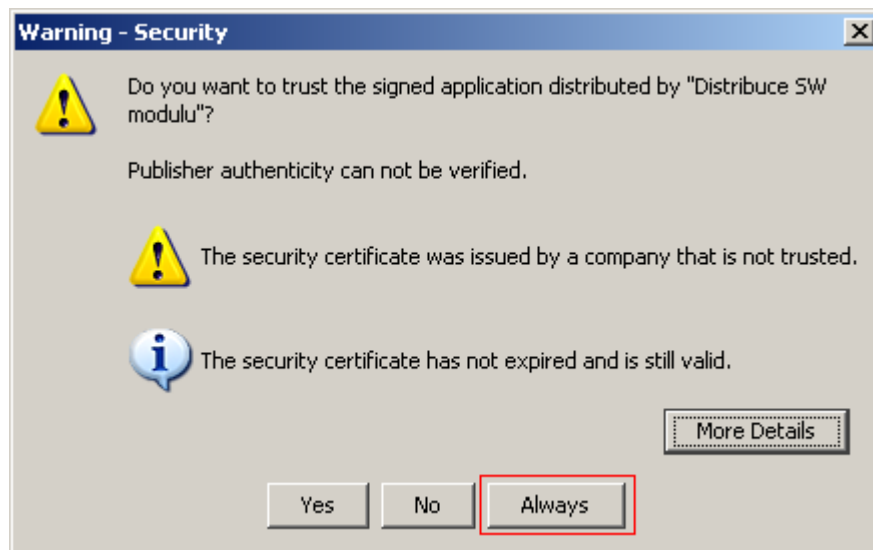 Warning - Security
Do you want to trust the signed application distributed by "Distribuce SW
modulu"?
Publisher authenticity can not be verified.
The security certificate was issued by a company that is not trusted.
The security certificate has not expired and is still valid.
More Details
Yes No Always